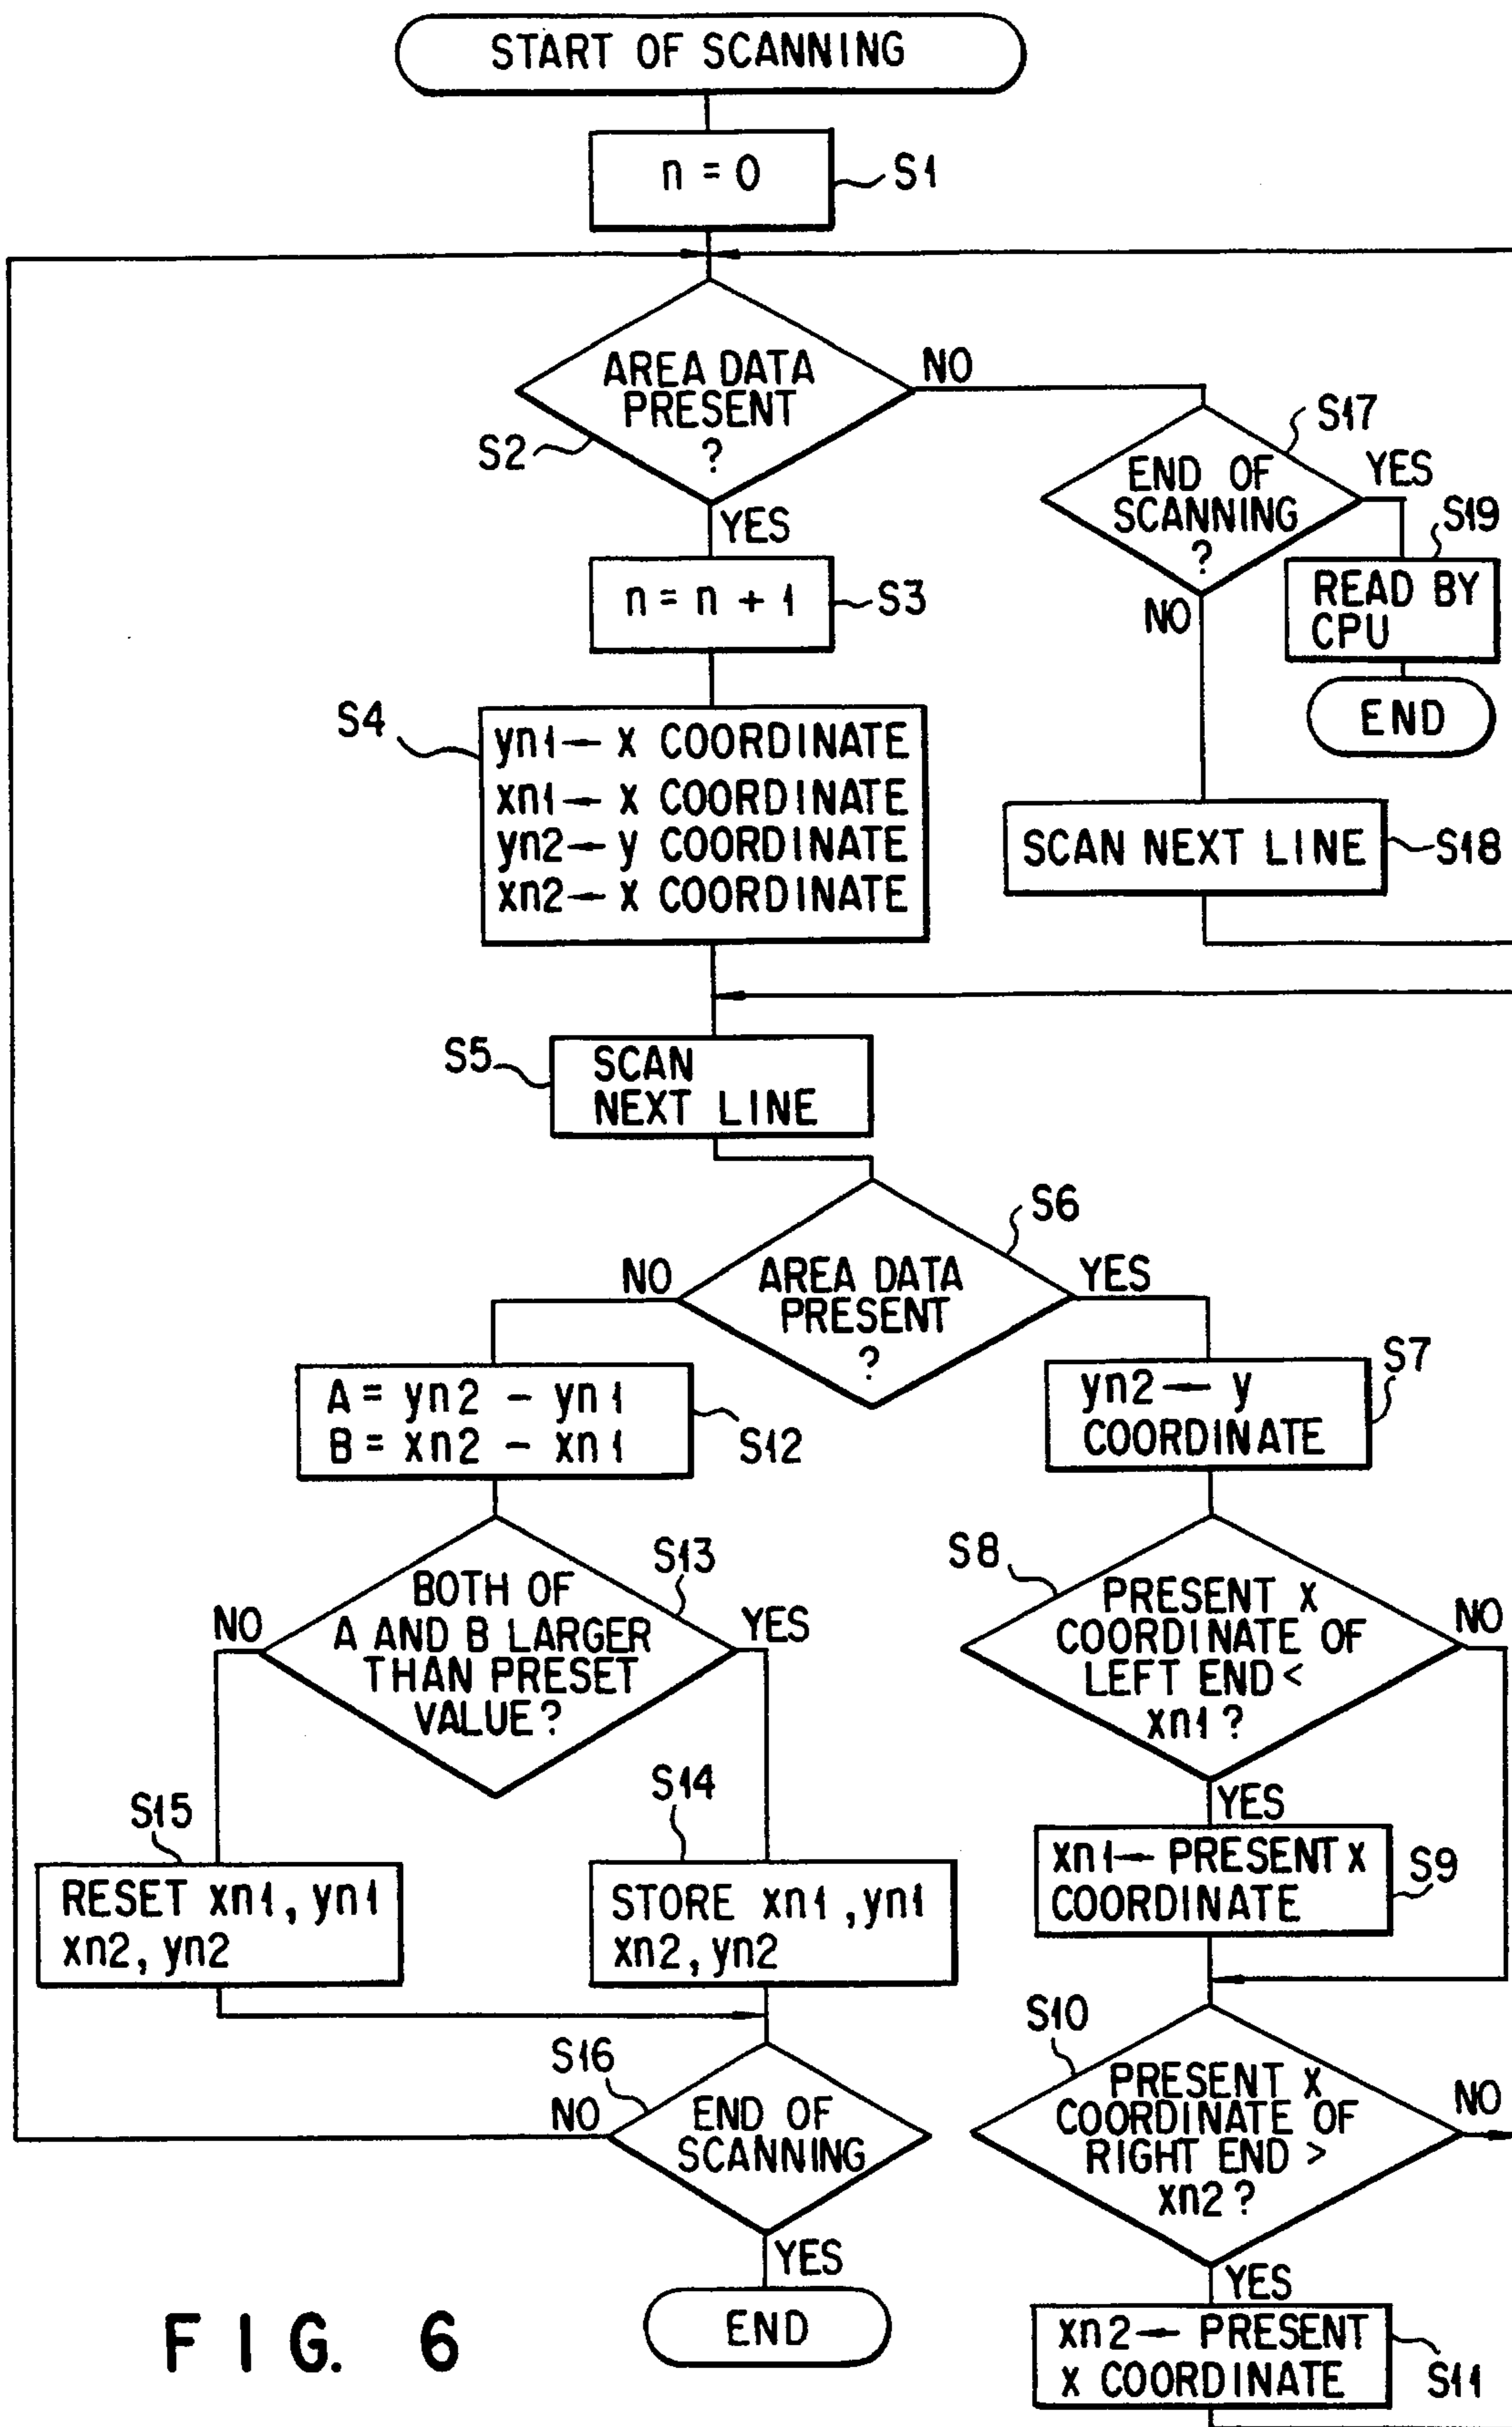 START OF SCANNING
n = 0
S1
AREA DATA
PRESENT
?
S2
NO
YES
S17
END OF
SCANNING
?
YES
NO
S19
READ BY
CPU
END
n = n + 1
S3
S4
yn1 ← x COORDINATE
xn1 ← x COORDINATE
yn2 ← y COORDINATE
xn2 ← x COORDINATE
SCAN NEXT LINE
S18
S5
SCAN
NEXT LINE
S6
AREA DATA
PRESENT
?
NO
YES
A = yn2 - yn1
B = xn2 - xn1
S12
S7
yn2 ← y
COORDINATE
S13
BOTH OF
A AND B LARGER
THAN PRESET
VALUE?
NO
YES
S8
PRESENT x
COORDINATE OF
LEFT END <
xn1?
NO
YES
S15
RESET xn1, yn1
xn2, yn2
S14
STORE xn1, yn1
xn2, yn2
xn1 ← PRESENT x
COORDINATE
S9
S16
END OF
SCANNING
NO
YES
END
S10
PRESENT x
COORDINATE OF
RIGHT END >
xn2?
NO
YES
xn2 ← PRESENT
x COORDINATE
S11
FIG. 6